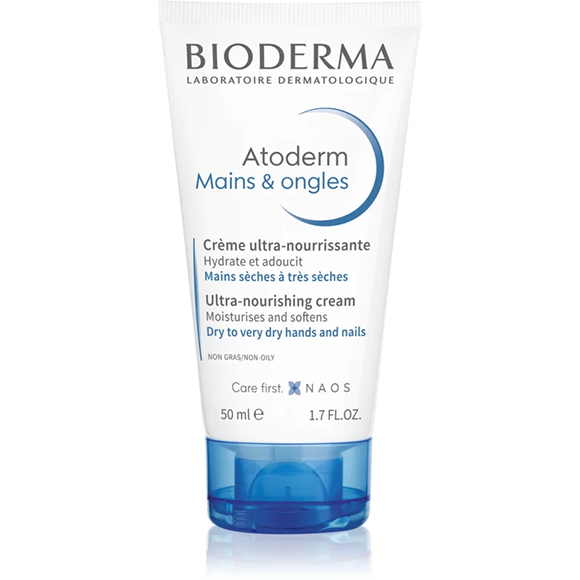 BIODERMA
LABORATOIRE DERMATOLOGIQUE
Atoderm
Mains & ongles
Crème ultra-nourrissante
Hydrate et adoucit
Mains sèches à très sèches
Ultra-nourishing cream
Moisturises and softens
Dry to very dry hands and nails
NON GRAS/NON-OILY
Care first. NAOS
50 ml ℮ 1.7 FL.OZ.